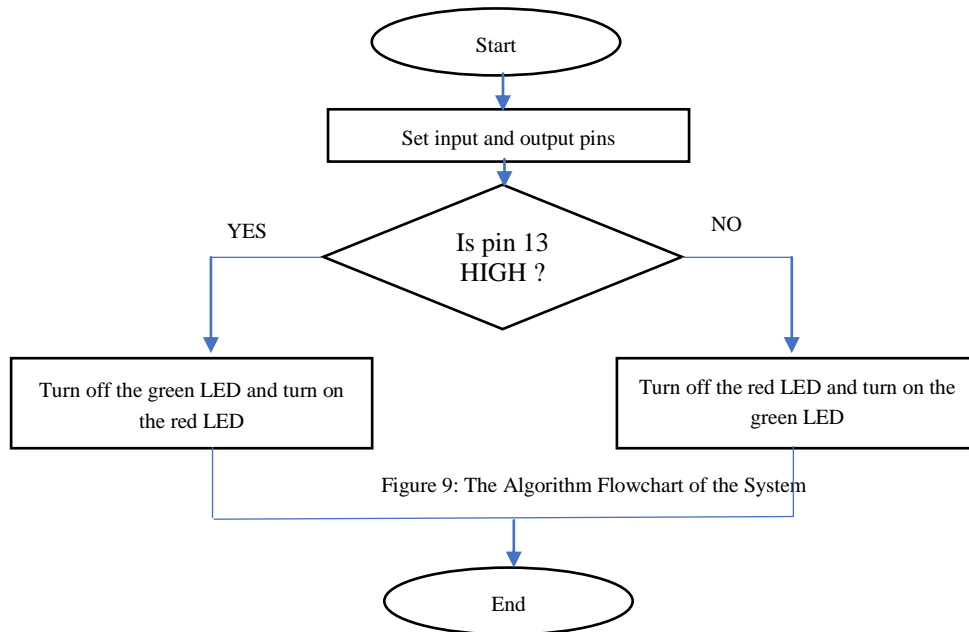 Start
Set input and output pins
YES
NO
Is pin 13
HIGH ?
Turn off the green LED and turn on
the red LED
Turn off the red LED and turn on the
green LED
Figure 9: The Algorithm Flowchart of the System
End